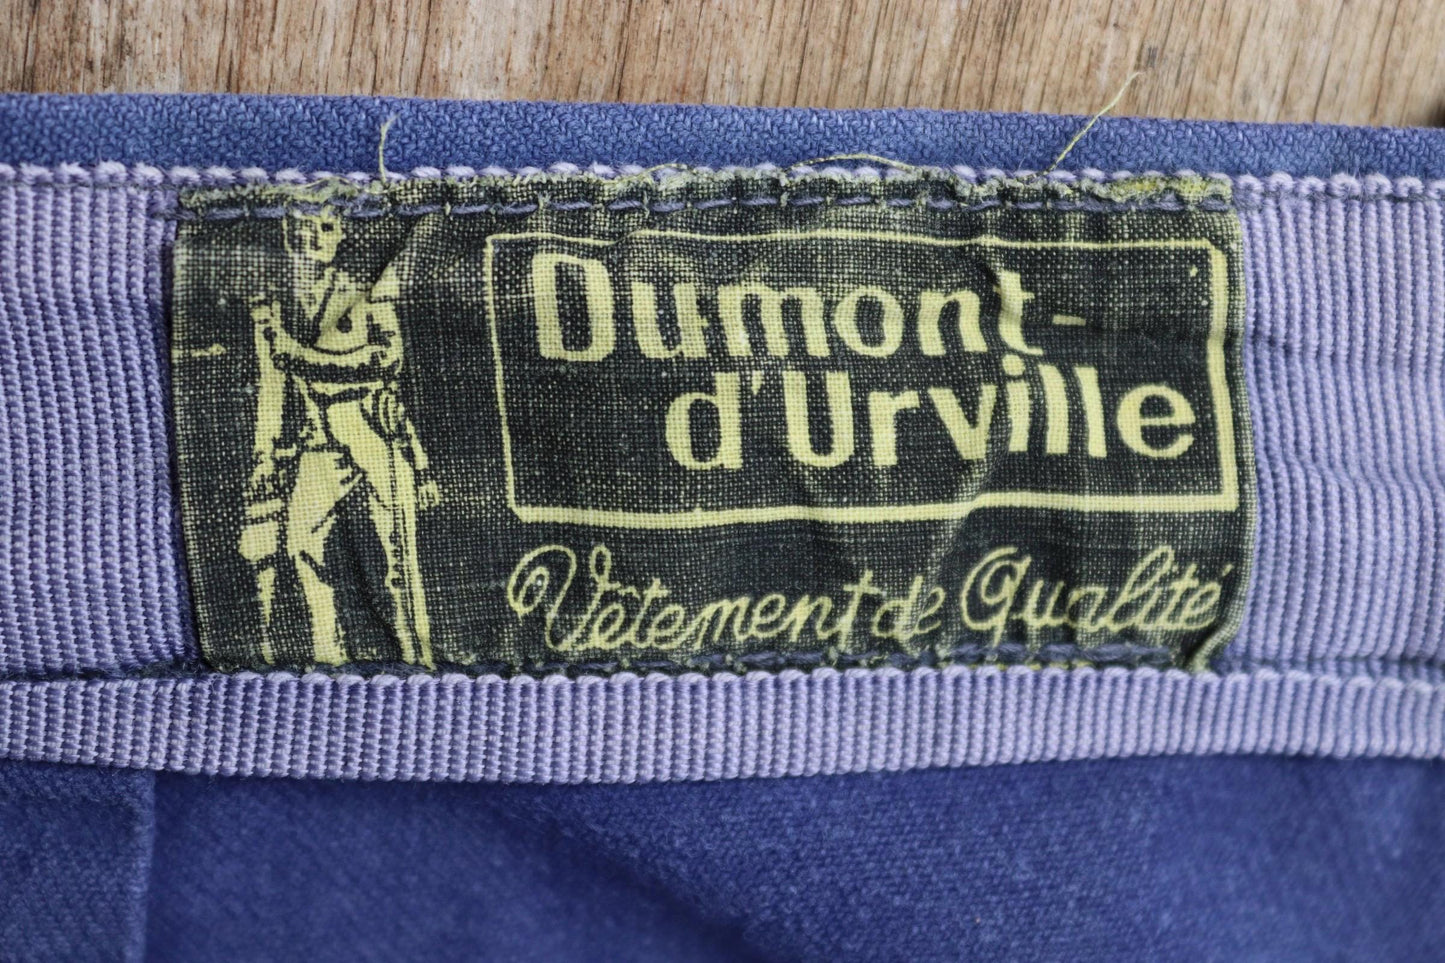 Dumont-
d'Urville
Vêtement de Qualité